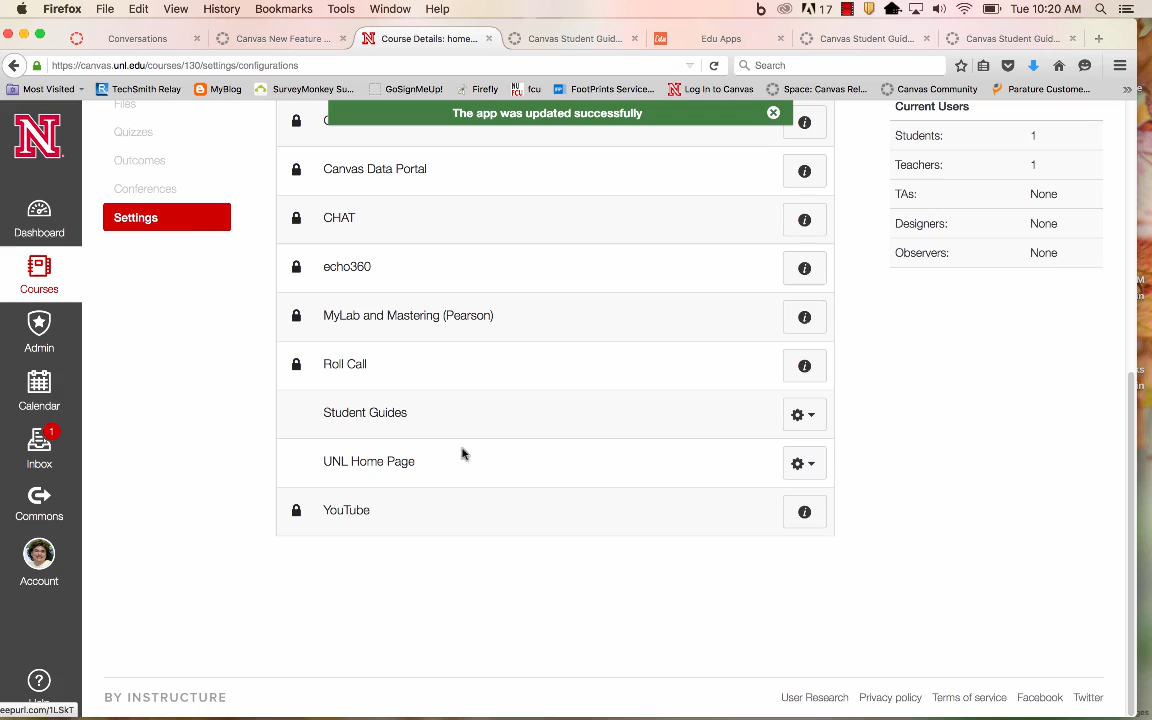 Firefox File Edit View History Bookmarks Tools Window Help 17 Tue 10:20 AM
Conversations × Canvas New Feature ... × Course Details: home... × Canvas Student Guid... × Edu Apps × Canvas Student Guid... × Canvas Student Guid... × +
https://canvas.unl.edu/courses/130/settings/configurations Search
Most Visited TechSmith Relay MyBlog SurveyMonkey Su... GoSignMeUp! Firefly fcu FootPrints Service... Log In to Canvas Space: Canvas Rel... Canvas Community Parature Custome... »
The app was updated successfully
Files
Quizzes
Outcomes
Conferences
Settings
Dashboard
Courses
Admin
Calendar
1
Inbox
Commons
Account
Canvas Data Portal
CHAT
echo360
MyLab and Mastering (Pearson)
Roll Call
Student Guides
UNL Home Page
YouTube
Current Users
Students: 1
Teachers: 1
TAs: None
Designers: None
Observers: None
BY INSTRUCTURE
User Research Privacy policy Terms of service Facebook Twitter
eepurl.com/1LSkT